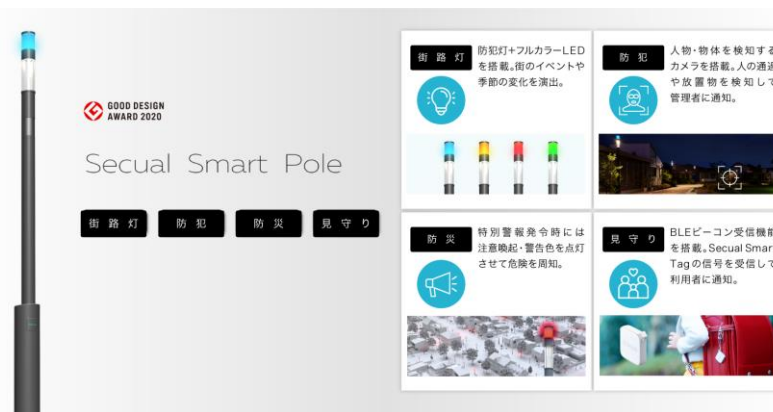 GOOD DESIGN
AWARD 2020
Secual Smart Pole
街路灯
防犯
防災
見守り
街路灯
防犯灯+フルカラーLED
を搭載。街のイベントや
季節の変化を演出。
防犯
人物・物体を検知する
カメラを搭載。人の通過
や放置物を検知して
管理者に通知。
防災
特別警報発令時には
注意喚起・警告色を点灯
させて危険を周知。
見守り
BLEビーコン受信機能
を搭載。Secual Smart
Tagの信号を受信して
利用者に通知。